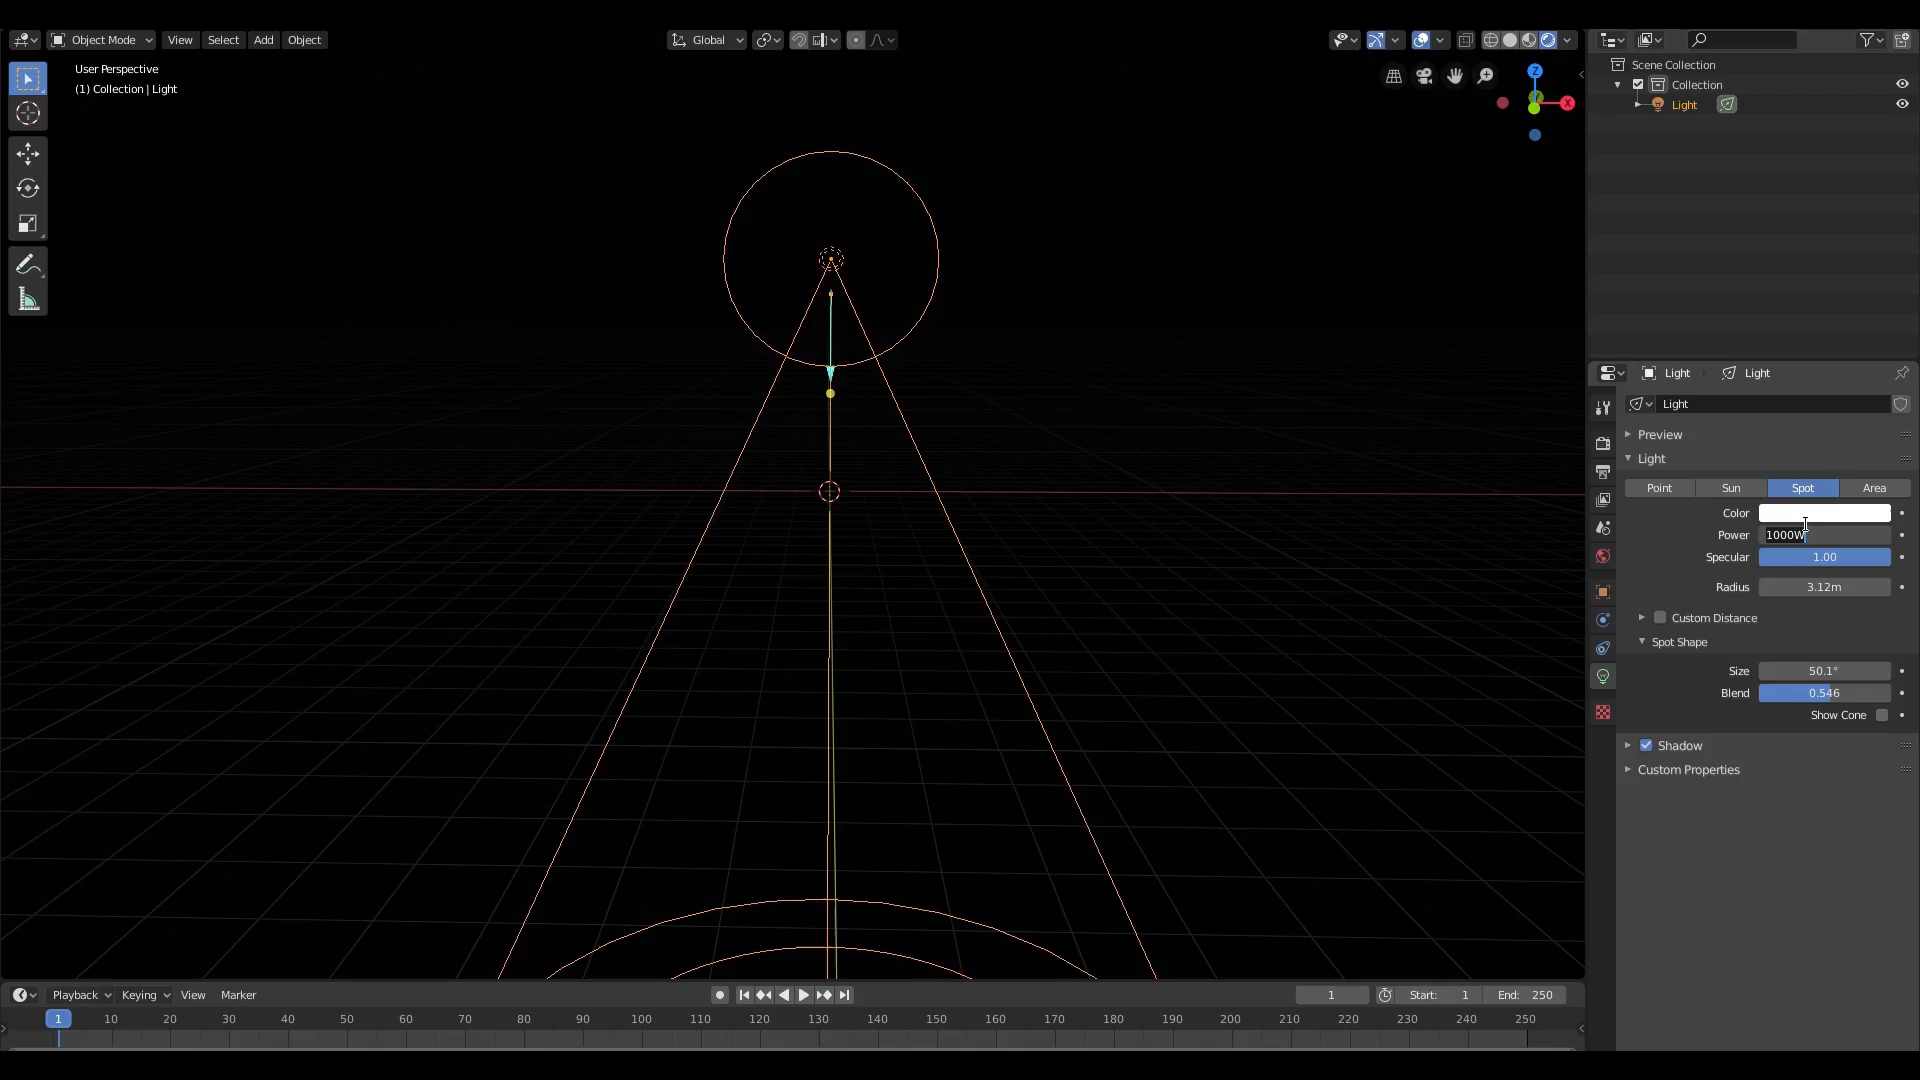 Object Mode View Select Add Object Global
User Perspective
(1) Collection | Light
Z
X
Scene Collection
Collection
Light
Light Light
Light
Preview
Light
Point Sun Spot Area
Color
Power 1000W
Specular 1.00
Radius 3.12m
Custom Distance
Spot Shape
Size 50.1°
Blend 0.546
Show Cone
Shadow
Custom Properties
Playback Keying View Marker 1 Start: 1 End: 250
1 10 20 30 40 50 60 70 80 90 100 110 120 130 140 150 160 170 180 190 200 210 220 230 240 250